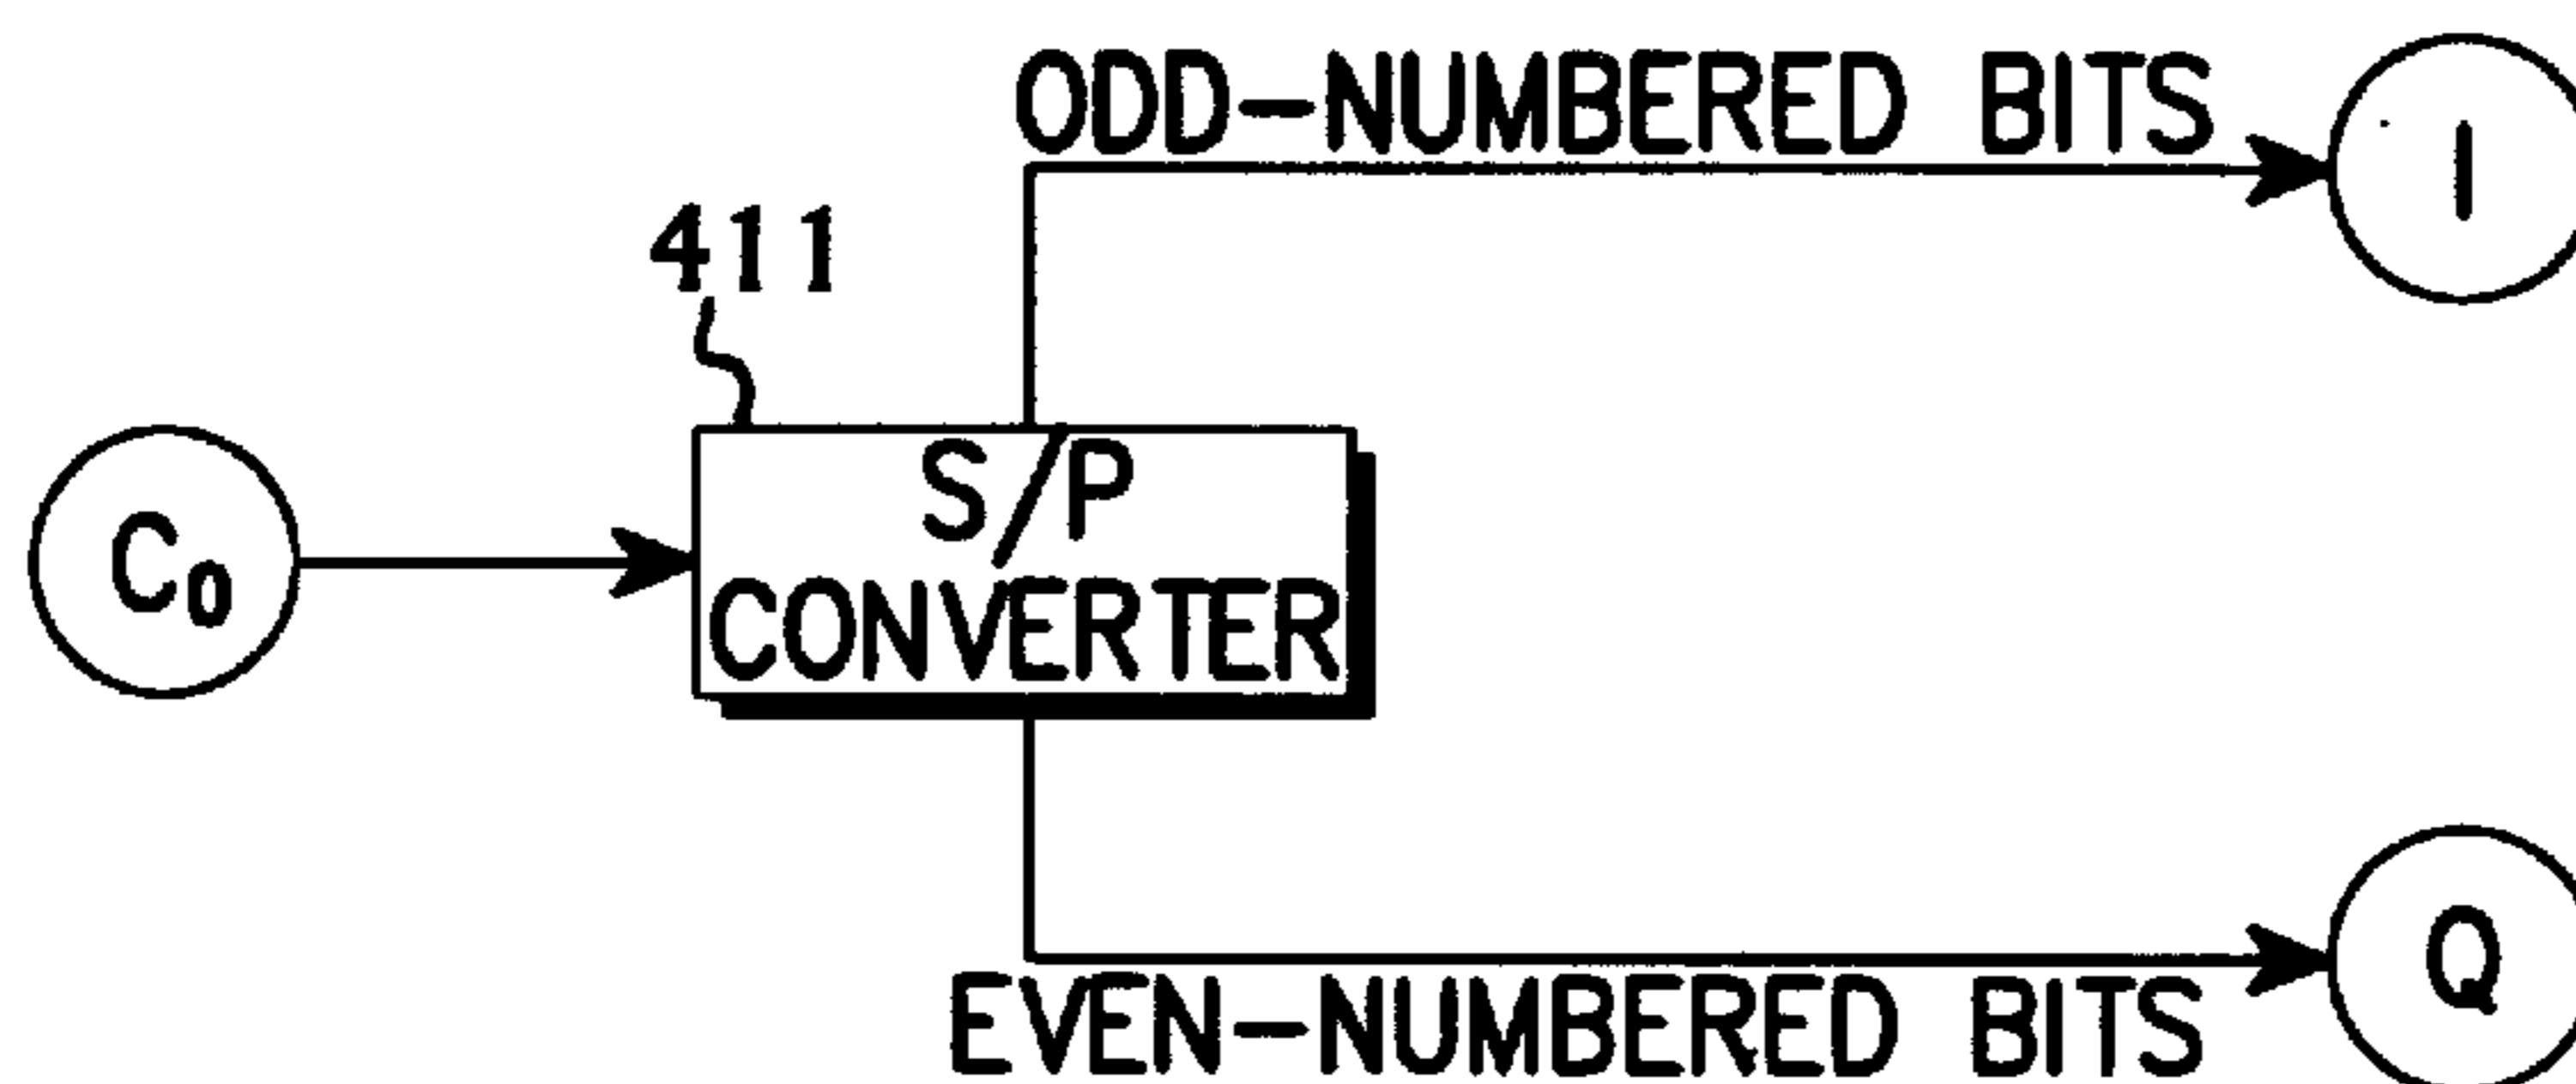 ODD-NUMBERED BITS
I
411
C₀
S/P
CONVERTER
Q
EVEN-NUMBERED BITS